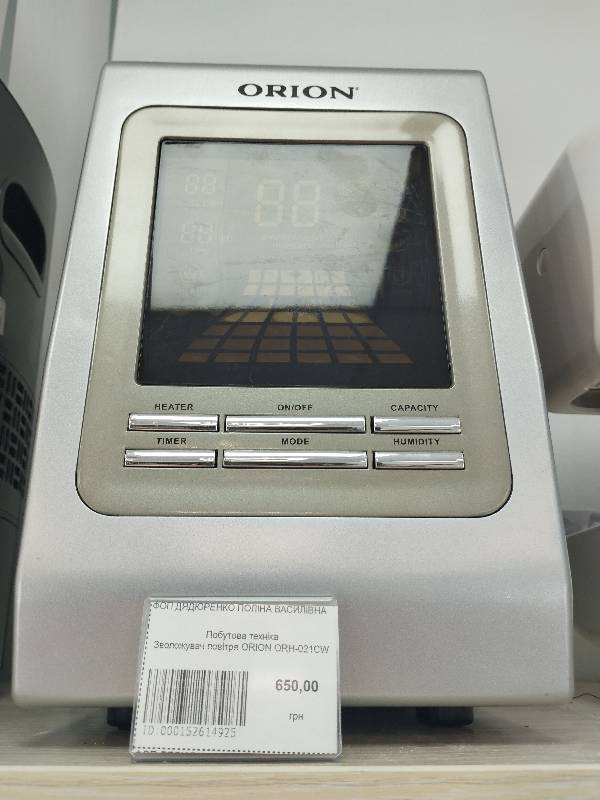 ORION
88
88
88
HEATER ON/OFF CAPACITY
TIMER MODE HUMIDITY
ФОП ДЯДЮРЕНКО ПОЛІНА ВАСИЛІВНА
Побутова техніка
Зволожувач повітря ORION ORH-021CW
650,00
грн
ID:000152614925